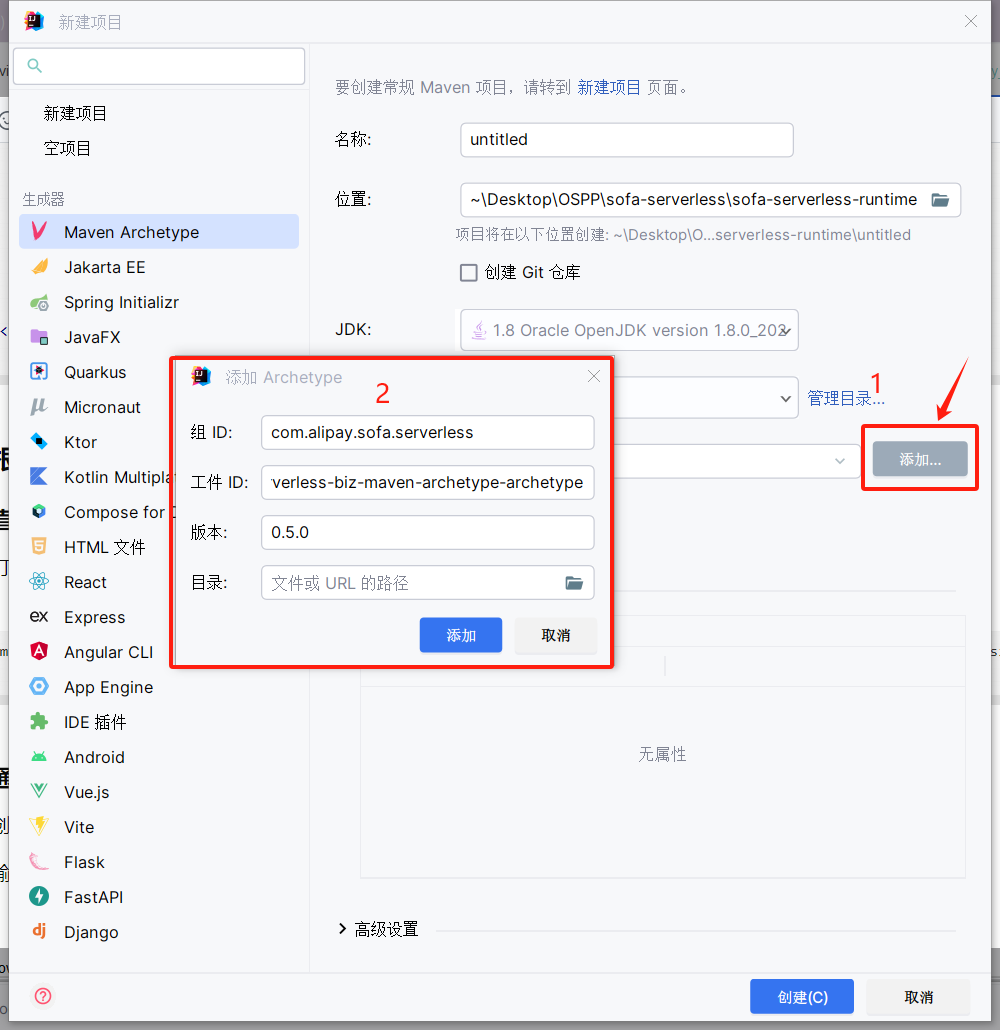 新建项目
新建项目
空项目
生成器
Maven Archetype
Jakarta EE
Spring Initializr
JavaFX
Quarkus
Micronaut
Ktor
Kotlin Multipla
Compose for
HTML 文件
React
Express
Angular CLI
App Engine
IDE 插件
Android
Vue.js
Vite
Flask
FastAPI
Django
要创建常规 Maven 项目，请转到 新建项目 页面。
名称:
untitled
位置:
~\Desktop\OSPP\sofa-serverless\sofa-serverless-runtime
项目将在以下位置创建: ~\Desktop\O...serverless-runtime\untitled
创建 Git 仓库
JDK:
1.8 Oracle OpenJDK version 1.8.0_202
管理目录...
1
添加...
添加 Archetype
2
组 ID:
com.alipay.sofa.serverless
工件 ID:
verless-biz-maven-archetype-archetype
版本:
0.5.0
目录:
文件或 URL 的路径
添加
取消
无属性
高级设置
创建(C)
取消